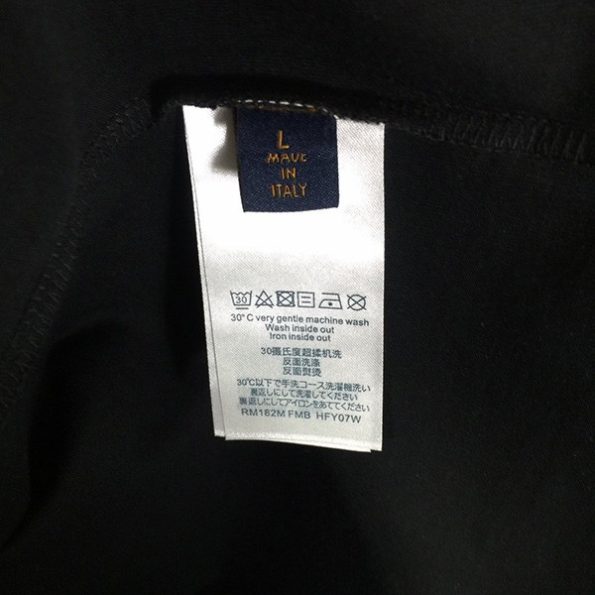 L
MADE
IN
ITALY
30
30°C very gentle machine wash
Wash inside out
Iron inside out
30摄氏度超揉机洗
反面洗涤
反面熨烫
30℃以下で手洗コース洗濯機洗い
裏返しにして洗濯してください
裏返しにしてアイロンをあててください
RM182M FMB HFY07W